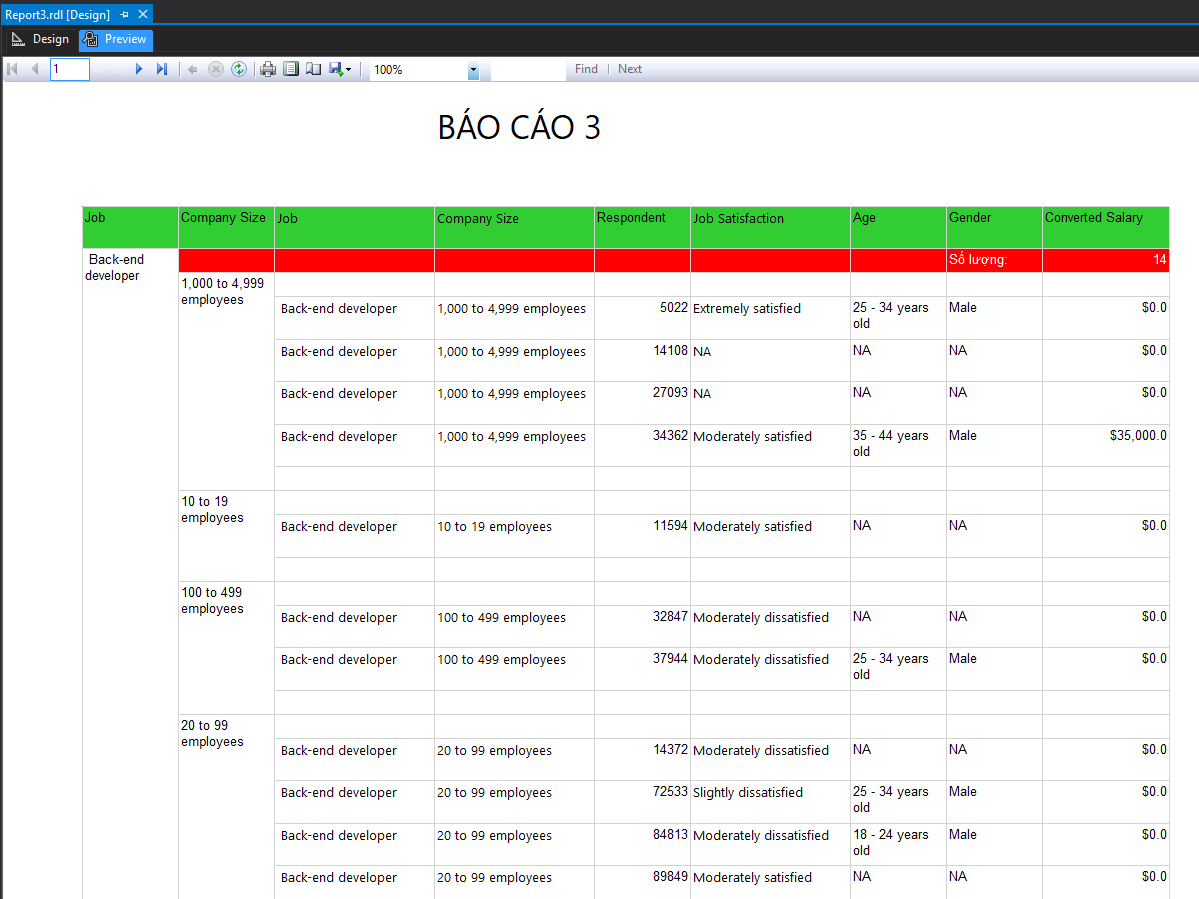 Report3.rdl [Design]
Design Preview
1 100% Find | Next
BÁO CÁO 3
Job Company Size Job Company Size Respondent Job Satisfaction Age Gender Converted Salary
Back-end
developer
Số lượng: 14
1,000 to 4,999
employees
Back-end developer 1,000 to 4,999 employees 5022 Extremely satisfied 25 - 34 years Male $0.0
old
Back-end developer 1,000 to 4,999 employees 14108 NA NA NA $0.0
Back-end developer 1,000 to 4,999 employees 27093 NA NA NA $0.0
Back-end developer 1,000 to 4,999 employees 34362 Moderately satisfied 35 - 44 years Male $35,000.0
old
10 to 19
employees
Back-end developer 10 to 19 employees 11594 Moderately satisfied NA NA $0.0
100 to 499
employees
Back-end developer 100 to 499 employees 32847 Moderately dissatisfied NA NA $0.0
Back-end developer 100 to 499 employees 37944 Moderately dissatisfied 25 - 34 years Male $0.0
old
20 to 99
employees
Back-end developer 20 to 99 employees 14372 Moderately dissatisfied NA NA $0.0
Back-end developer 20 to 99 employees 72533 Slightly dissatisfied 25 - 34 years Male $0.0
old
Back-end developer 20 to 99 employees 84813 Moderately dissatisfied 18 - 24 years Male $0.0
old
Back-end developer 20 to 99 employees 89849 Moderately satisfied NA NA $0.0